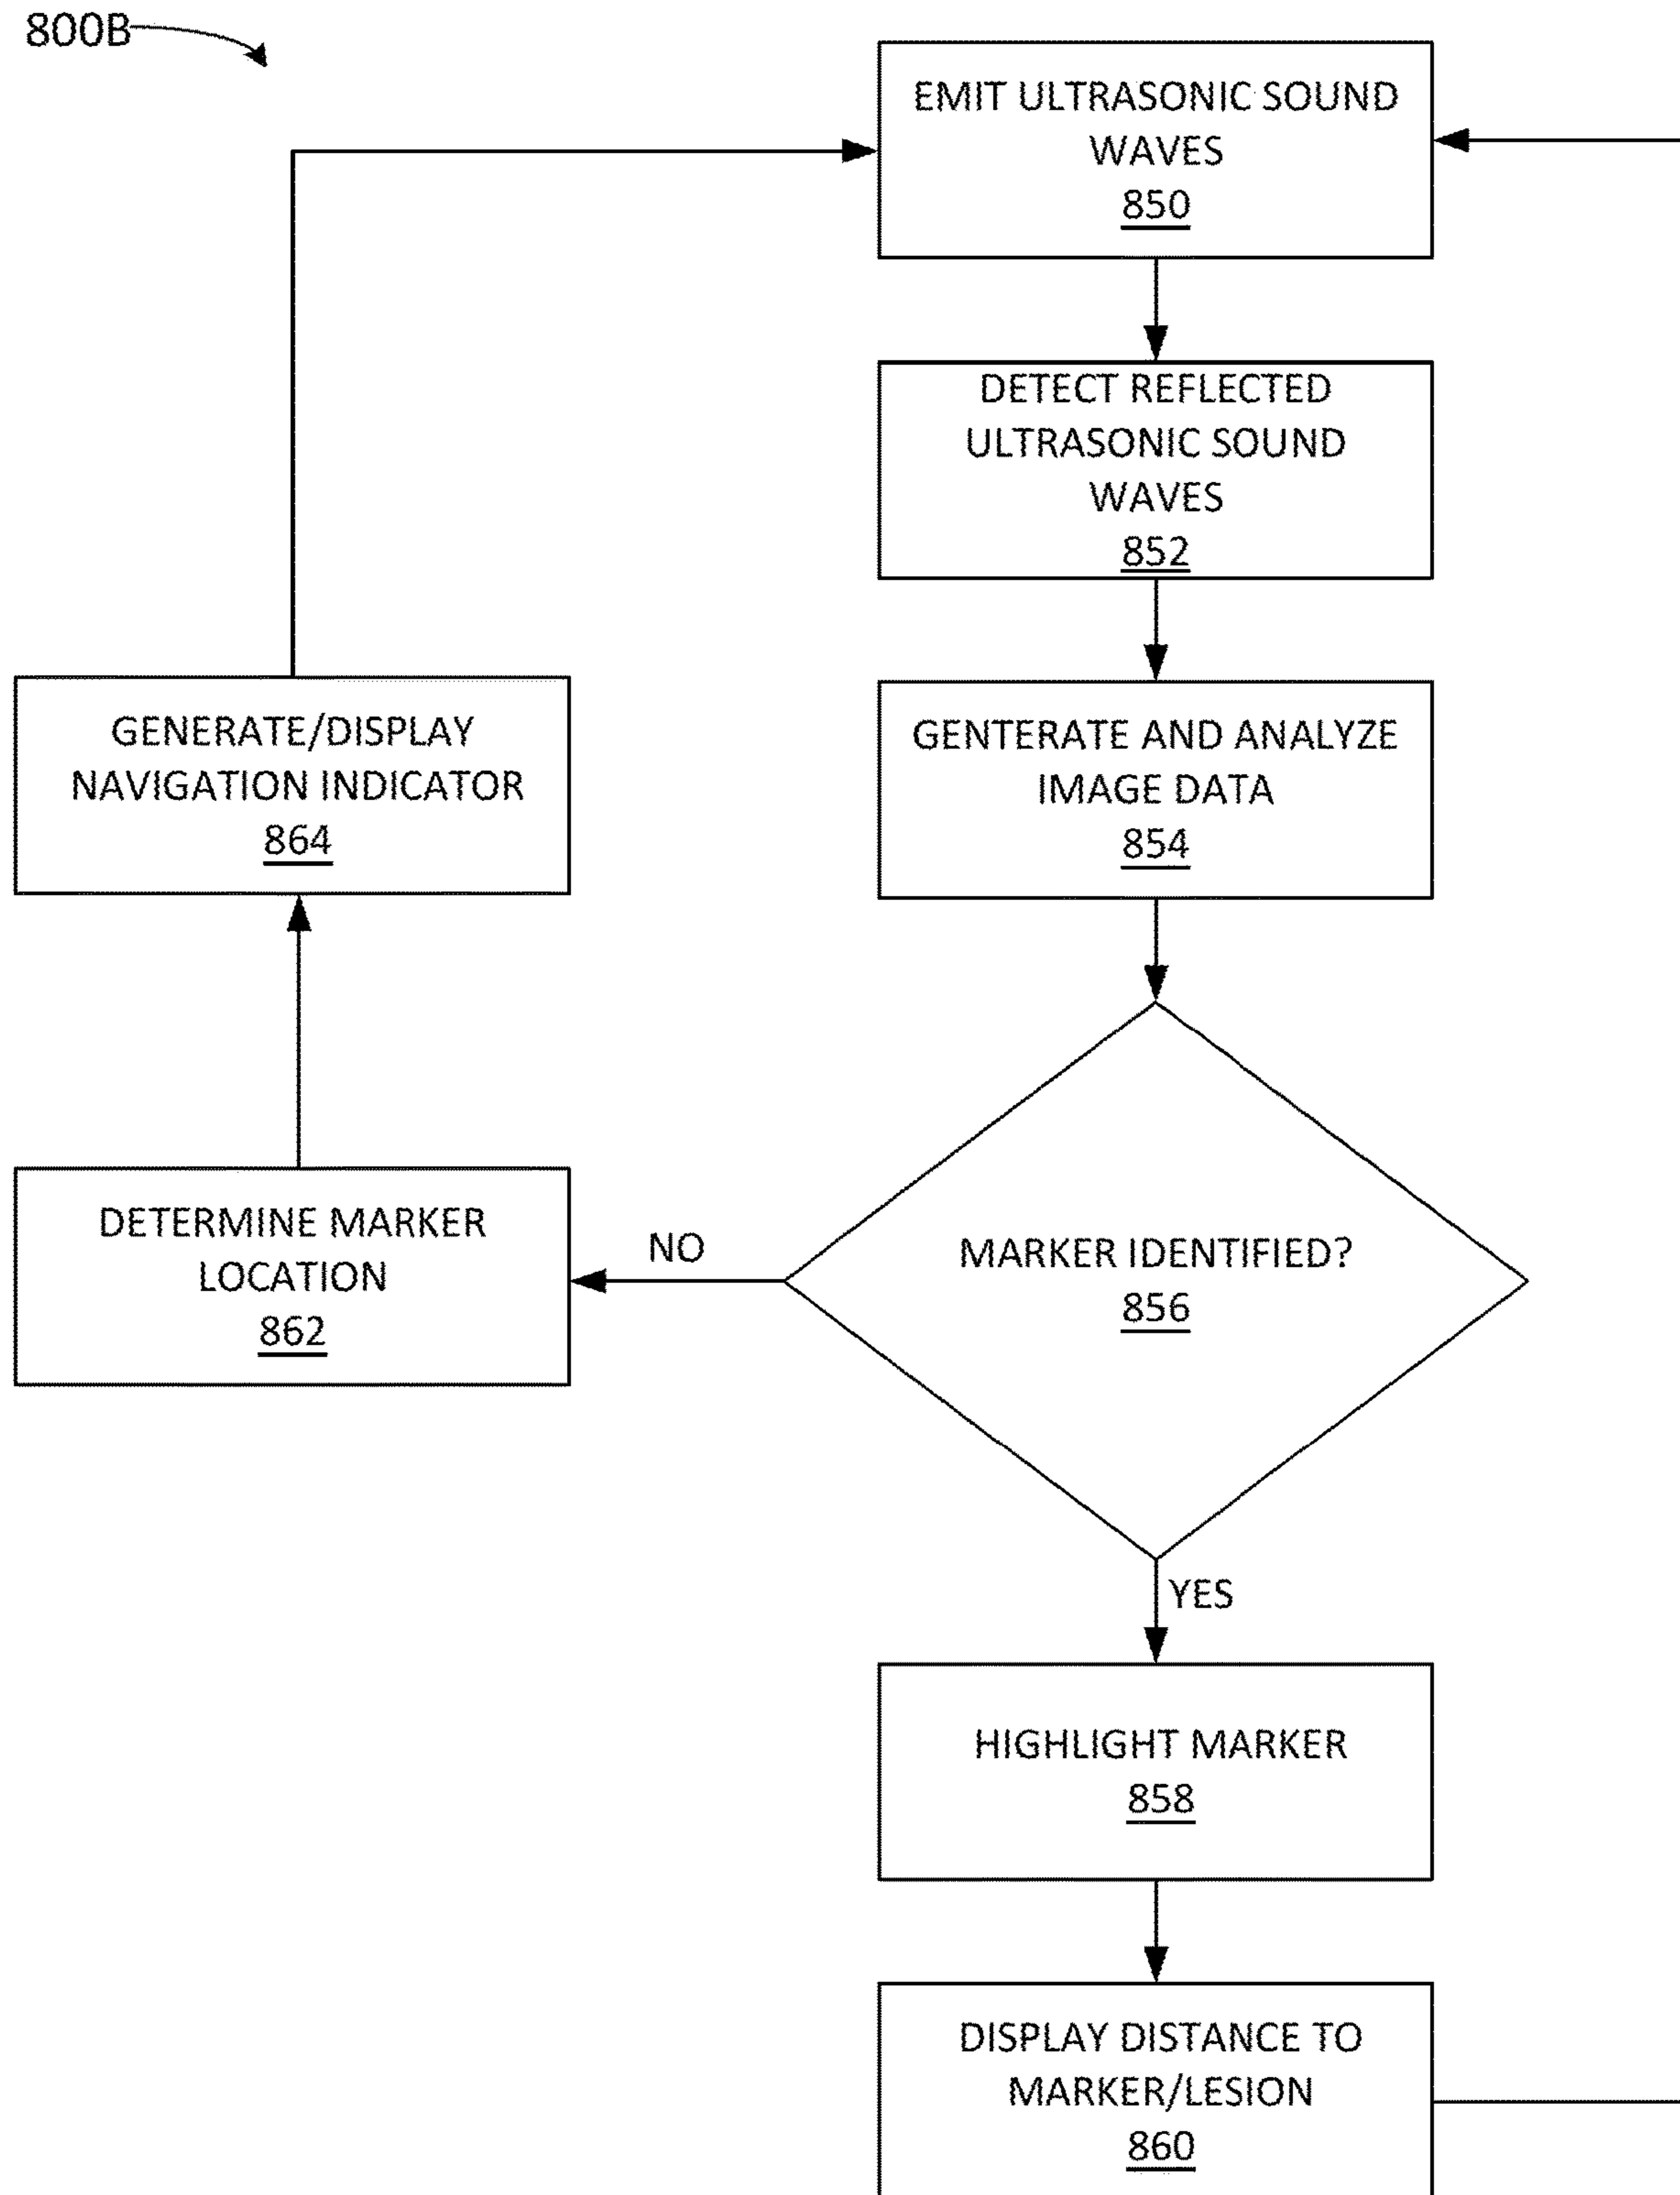 800B
EMIT ULTRASONIC SOUND
WAVES
850
DETECT REFLECTED
ULTRASONIC SOUND
WAVES
852
GENTERATE AND ANALYZE
IMAGE DATA
854
MARKER IDENTIFIED?
856
NO
DETERMINE MARKER
LOCATION
862
GENERATE/DISPLAY
NAVIGATION INDICATOR
864
YES
HIGHLIGHT MARKER
858
DISPLAY DISTANCE TO
MARKER/LESION
860